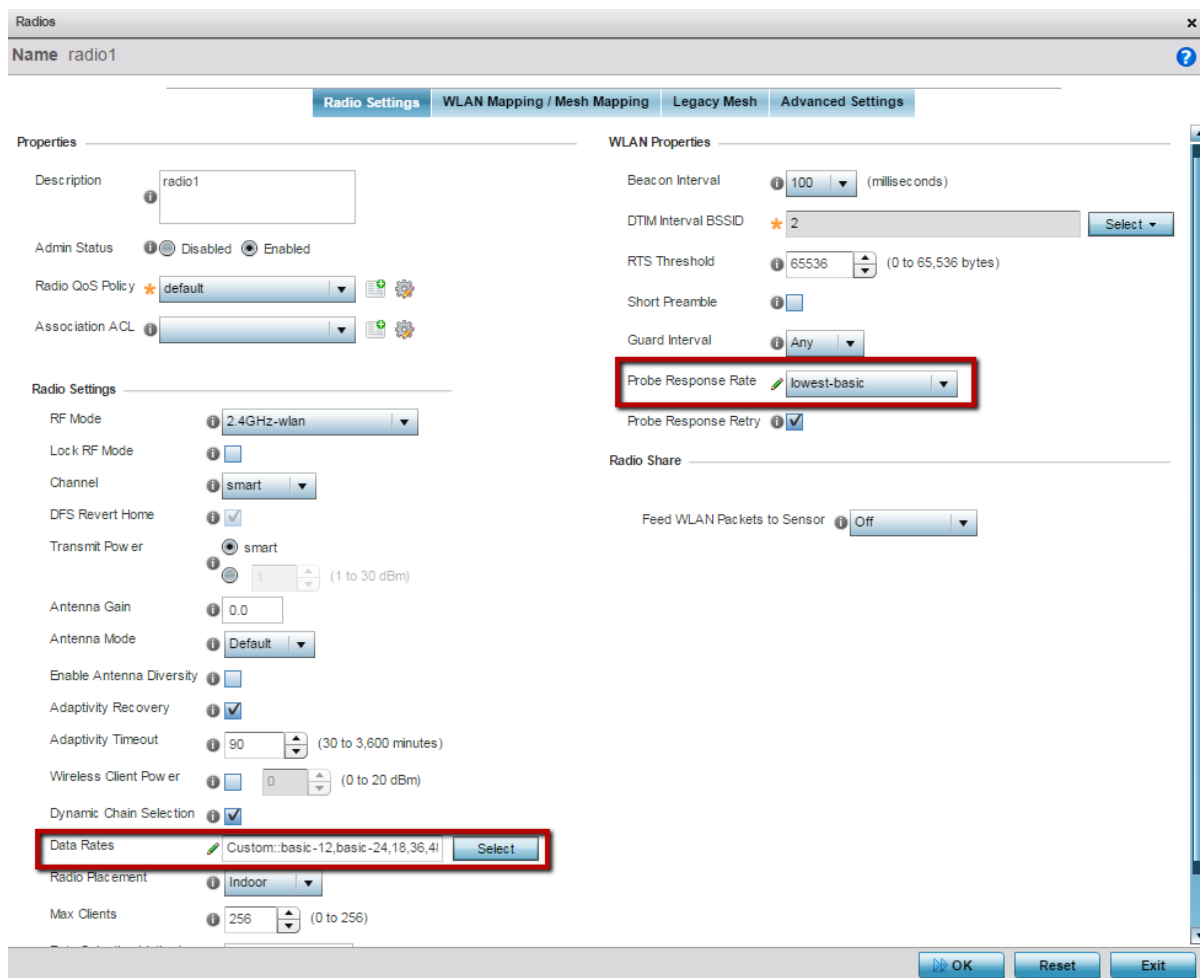 Radios
Name radio1
Radio Settings WLAN Mapping / Mesh Mapping Legacy Mesh Advanced Settings
Properties
Description radio1
Admin Status Disabled Enabled
Radio QoS Policy default
Association ACL
Radio Settings
RF Mode 2.4GHz-wlan
Lock RF Mode
Channel smart
DFS Revert Home
Transmit Power smart
1 (1 to 30 dBm)
Antenna Gain 0.0
Antenna Mode Default
Enable Antenna Diversity
Adaptivity Recovery
Adaptivity Timeout 90 (30 to 3,600 minutes)
Wireless Client Power 0 (0 to 20 dBm)
Dynamic Chain Selection
Data Rates Custom::basic-12,basic-24,18,36,4 Select
Radio Placement Indoor
Max Clients 256 (0 to 256)
WLAN Properties
Beacon Interval 100 (milliseconds)
DTIM Interval BSSID 2 Select
RTS Threshold 65536 (0 to 65,536 bytes)
Short Preamble
Guard Interval Any
Probe Response Rate lowest-basic
Probe Response Retry
Radio Share
Feed WLAN Packets to Sensor Off
OK Reset Exit